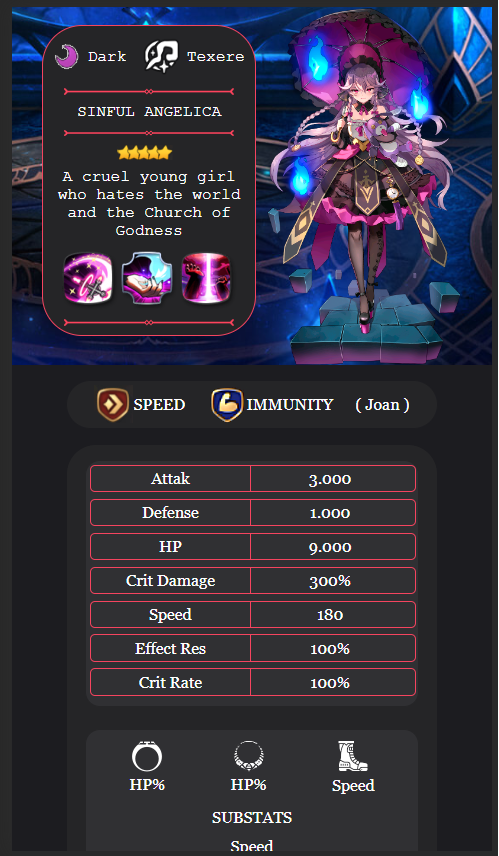 Dark Texere
SINFUL ANGELICA
A cruel young girl
who hates the world
and the Church of
Godness
SPEED IMMUNITY ( Joan )
Attak 3.000
Defense 1.000
HP 9.000
Crit Damage 300%
Speed 180
Effect Res 100%
Crit Rate 100%
HP% HP% Speed
SUBSTATS
Speed